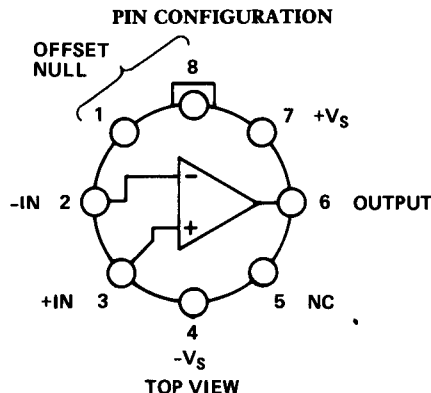 PIN CONFIGURATION
OFFSET
NULL
8
1
7 +VS
-IN 2
-
+
6 OUTPUT
+IN 3
5 NC
4
-VS
TOP VIEW